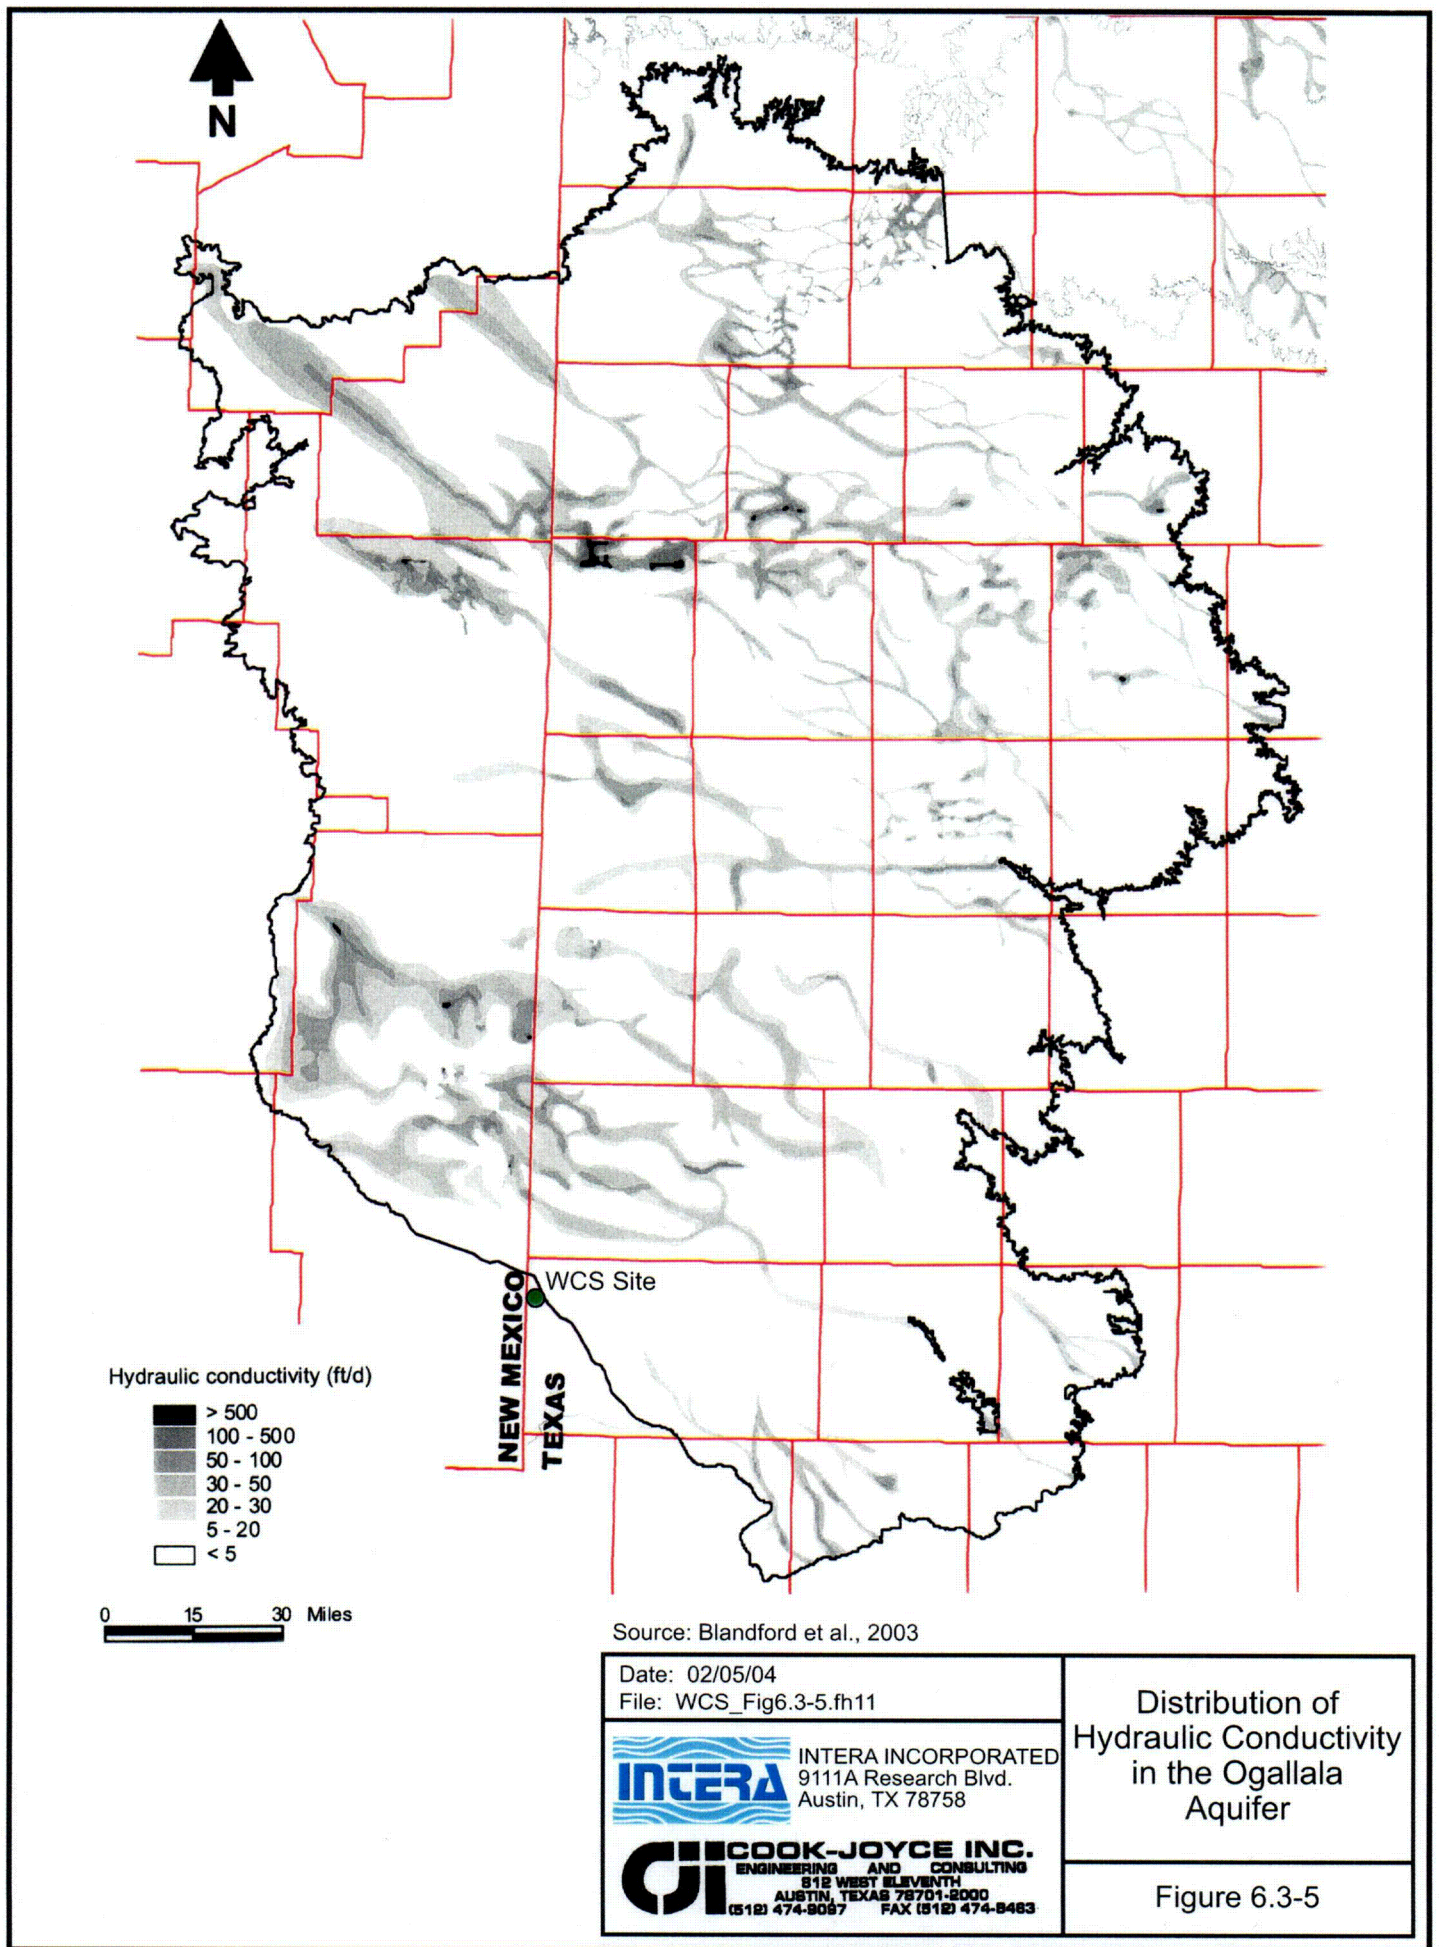 N
WCS Site
NEW MEXICO
TEXAS
Hydraulic conductivity (ft/d)
> 500
100 - 500
50 - 100
30 - 50
20 - 30
5 - 20
< 5
0 15 30 Miles
Source: Blandford et al., 2003
Date: 02/05/04
File: WCS_Fig6.3-5.fh11
INTERA
INTERA INCORPORATED
9111A Research Blvd.
Austin, TX 78758
CJI
COOK-JOYCE INC.
ENGINEERING AND CONSULTING
812 WEST ELEVENTH
AUSTIN, TEXAS 78701-2000
(512) 474-9097 FAX (512) 474-8463
Distribution of
Hydraulic Conductivity
in the Ogallala
Aquifer
Figure 6.3-5